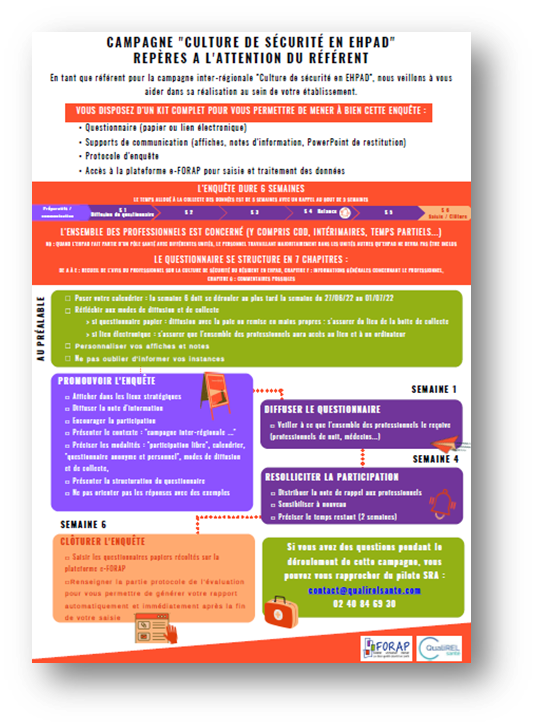 CAMPAGNE "CULTURE DE SÉCURITÉ EN EHPAD"
REPÈRES A L'ATTENTION DU RÉFÉRENT
En tant que référent pour la campagne inter-régionale "Culture de sécurité en EHPAD", nous veillons à vous
aider dans sa réalisation au sein de votre établissement.
VOUS DISPOSEZ D'UN KIT COMPLET POUR VOUS PERMETTRE DE MENER À BIEN CETTE ENQUÊTE :
• Questionnaire (papier ou lien électronique)
• Supports de communication (affiches, notes d'information, PowerPoint de restitution)
• Protocole d'enquête
• Accès à la plateforme e-FORAP pour saisie et traitement des données
L'ENQUÊTE DURE 6 SEMAINES
LE TEMPS ALLOUÉ À LA COLLECTE DES DONNÉES EST DE 5 SEMAINES AVEC UN RAPPEL AU BOUT DE 3 SEMAINES
Préparatifs / communication
S 1 Diffusion du questionnaire
S 2
S 3
S 4 Relance
S 5
S 6 Saisie / Clôture
L'ENSEMBLE DES PROFESSIONNELS EST CONCERNÉ (Y COMPRIS CDD, INTÉRIMAIRES, TEMPS PARTIELS...)
NB : QUAND L'EHPAD FAIT PARTIE D'UN PÔLE SANTÉ AVEC DIFFÉRENTES UNITÉS, LE PERSONNEL TRAVAILLANT MAJORITAIREMENT DANS LES UNITÉS AUTRES QU'EHPAD NE DEVRA PAS ÊTRE INCLUS
LE QUESTIONNAIRE SE STRUCTURE EN 7 CHAPITRES :
DE A À E : RECUEIL DE L'AVIS DU PROFESSIONNEL SUR LA CULTURE DE SÉCURITÉ DU RÉSIDENT EN EHPAD, CHAPITRE F : INFORMATIONS GÉNÉRALES CONCERNANT LE PROFESSIONNEL,
CHAPITRE G : COMMENTAIRES POSSIBLES
AU PRÉALABLE
Poser votre calendrier : la semaine 6 doit se dérouler au plus tard la semaine du 27/06/22 au 01/07/22
Réfléchir aux modes de diffusion et de collecte
> si questionnaire papier : diffusion avec la paie ou remise en mains propres : s'assurer du lieu de la boite de collecte
> si lien électronique : s'assurer que l'ensemble des professionnels aura accès au lien et à un ordinateur
Personnaliser vos affiches et notes
Ne pas oublier d'informer vos instances
PROMOUVOIR L'ENQUÊTE
Afficher dans les lieux stratégiques
Diffuser la note d'information
Encourager la participation
Présenter le contexte : "campagne inter-régionale ..."
Préciser les modalités : "participation libre", calendrier,
"questionnaire anonyme et personnel", modes de diffusion
et de collecte,
Présenter la structuration du questionnaire
Ne pas orienter pas les réponses avec des exemples
SEMAINE 1
DIFFUSER LE QUESTIONNAIRE
Veiller à ce que l'ensemble des professionnels le reçoive
(professionnels de nuit, médecins...)
SEMAINE 4
RESOLLICITER LA PARTICIPATION
Distribuer la note de rappel aux professionnels
Sensibiliser à nouveau
Préciser le temps restant (2 semaines)
SEMAINE 6
CLÔTURER L'ENQUÊTE
Saisir les questionnaires papiers récoltés sur la
plateforme e-FORAP
Renseigner la partie protocole de l'évaluation
pour vous permettre de générer votre rapport
automatiquement et immédiatement après la fin
de votre saisie
Si vous avez des questions pendant le
déroulement de cette campagne, vous
pouvez vous rapprocher du pilote SRA :
contact@qualirelsante.com
02 40 84 69 30
FORAP
QualiREL
santé